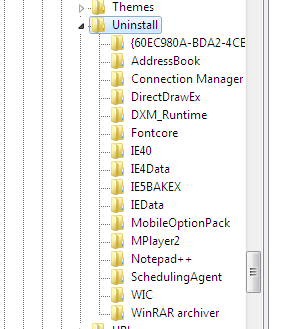 Themes
Uninstall
{60EC980A-BDA2-4CE
AddressBook
Connection Manager
DirectDrawEx
DXM_Runtime
Fontcore
IE40
IE4Data
IE5BAKEX
IEData
MobileOptionPack
MPlayer2
Notepad++
SchedulingAgent
WIC
WinRAR archiver